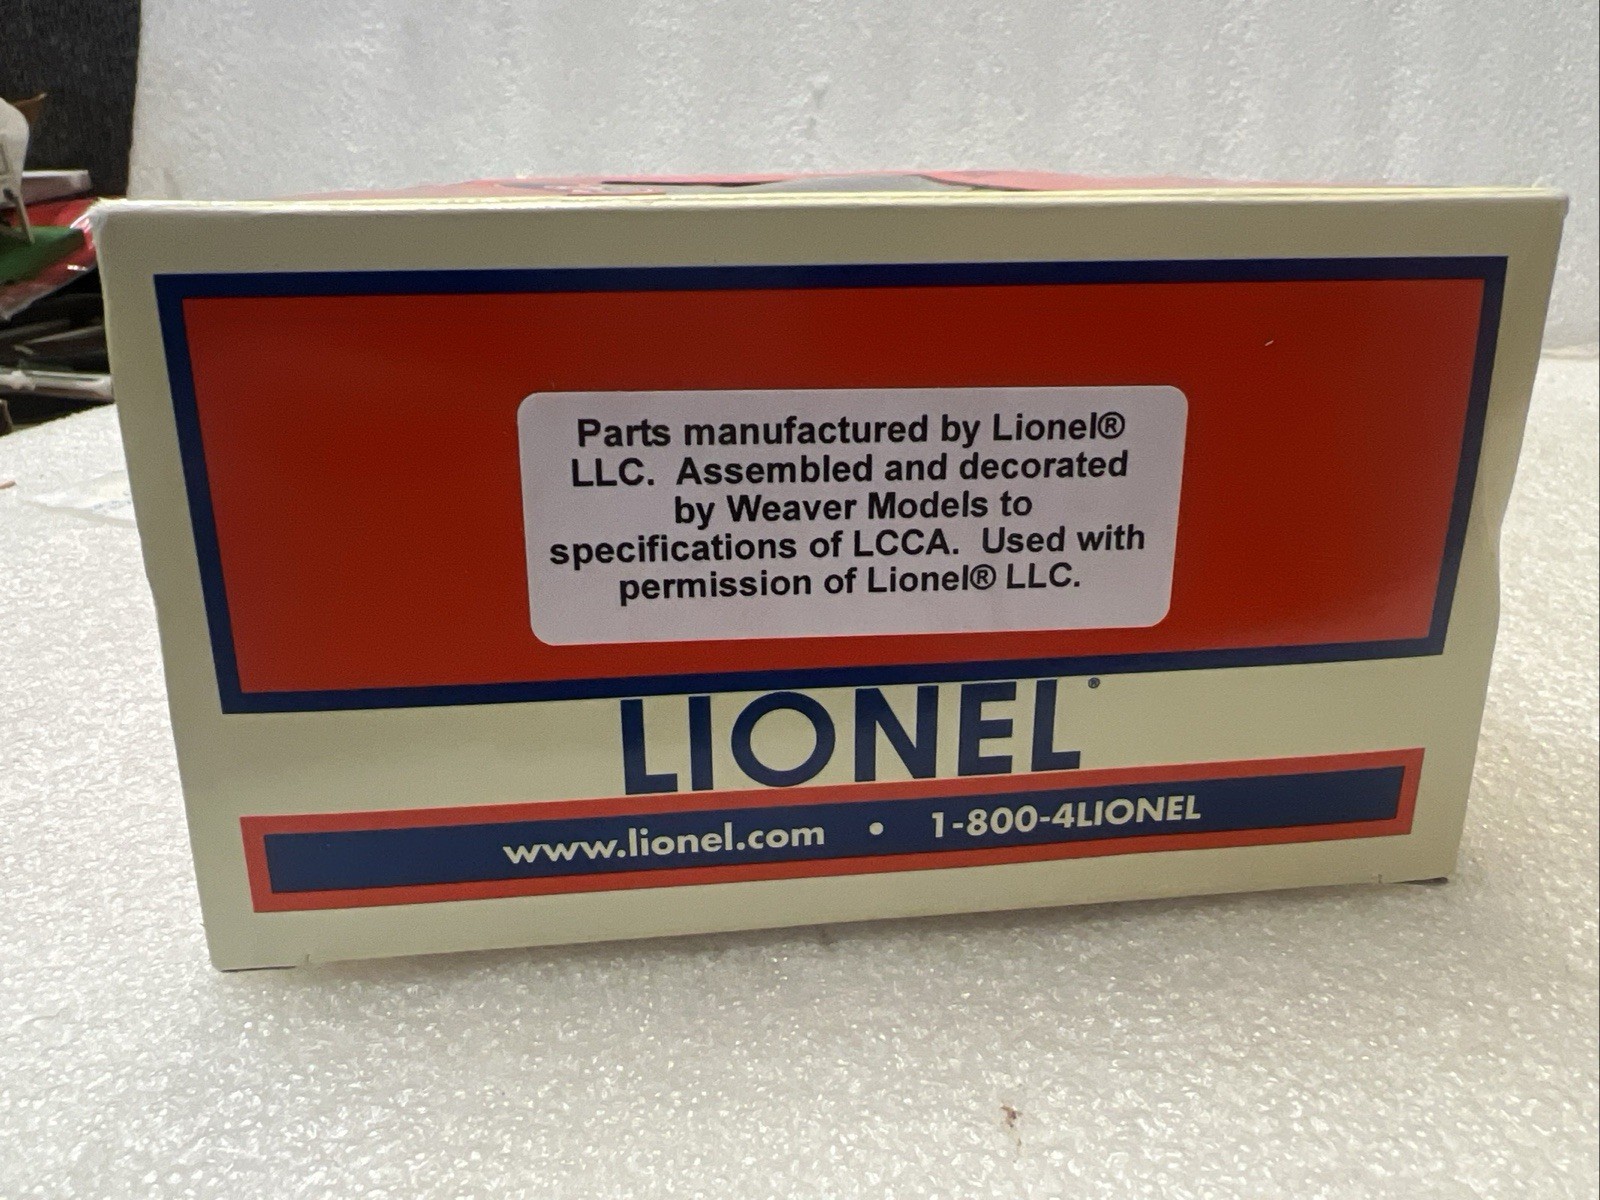 Parts manufactured by Lionel®
LLC.  Assembled and decorated
by Weaver Models to
specifications of LCCA.  Used with
permission of Lionel® LLC.
LIONEL®
www.lionel.com • 1-800-4LIONEL